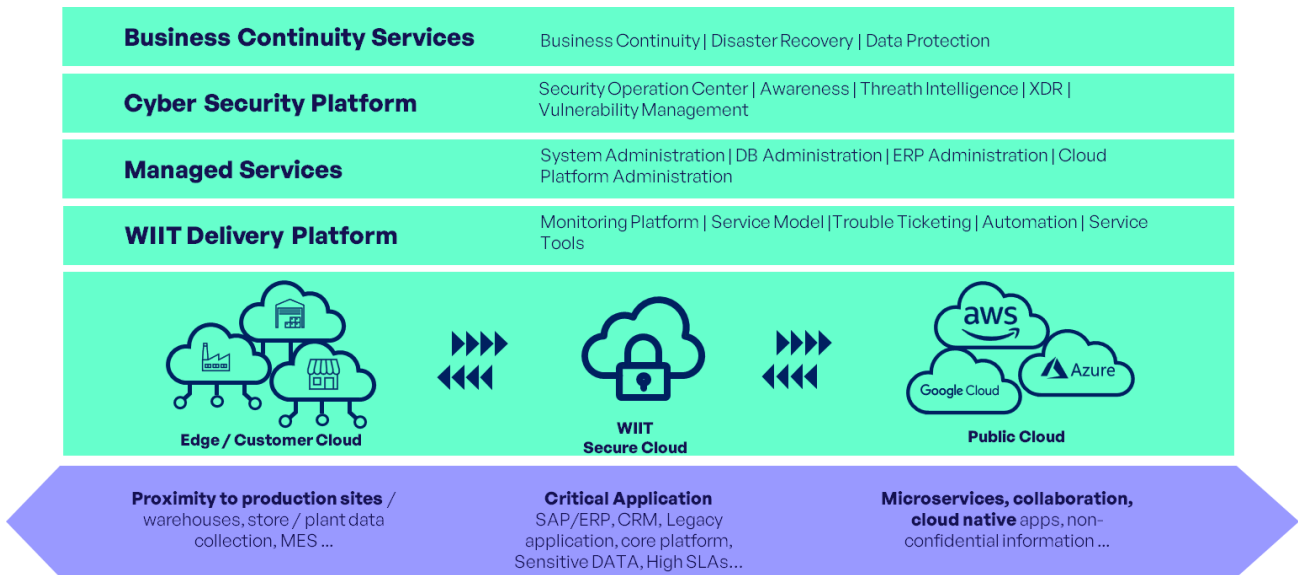 Business Continuity Services
Business Continuity | Disaster Recovery | Data Protection
Cyber Security Platform
Security Operation Center | Awareness | Threath Intelligence | XDR |
Vulnerability Management
Managed Services
System Administration | DB Administration | ERP Administration | Cloud
Platform Administration
WIIT Delivery Platform
Monitoring Platform | Service Model |Trouble Ticketing | Automation | Service
Tools
Edge / Customer Cloud
WIIT
Secure Cloud
aws
Azure
Google Cloud
Public Cloud
Proximity to production sites /
warehouses, store / plant data
collection, MES ...
Critical Application
SAP/ERP, CRM, Legacy
application, core platform,
Sensitive DATA, High SLAs...
Microservices, collaboration,
cloud native apps, non-
confidential information ...